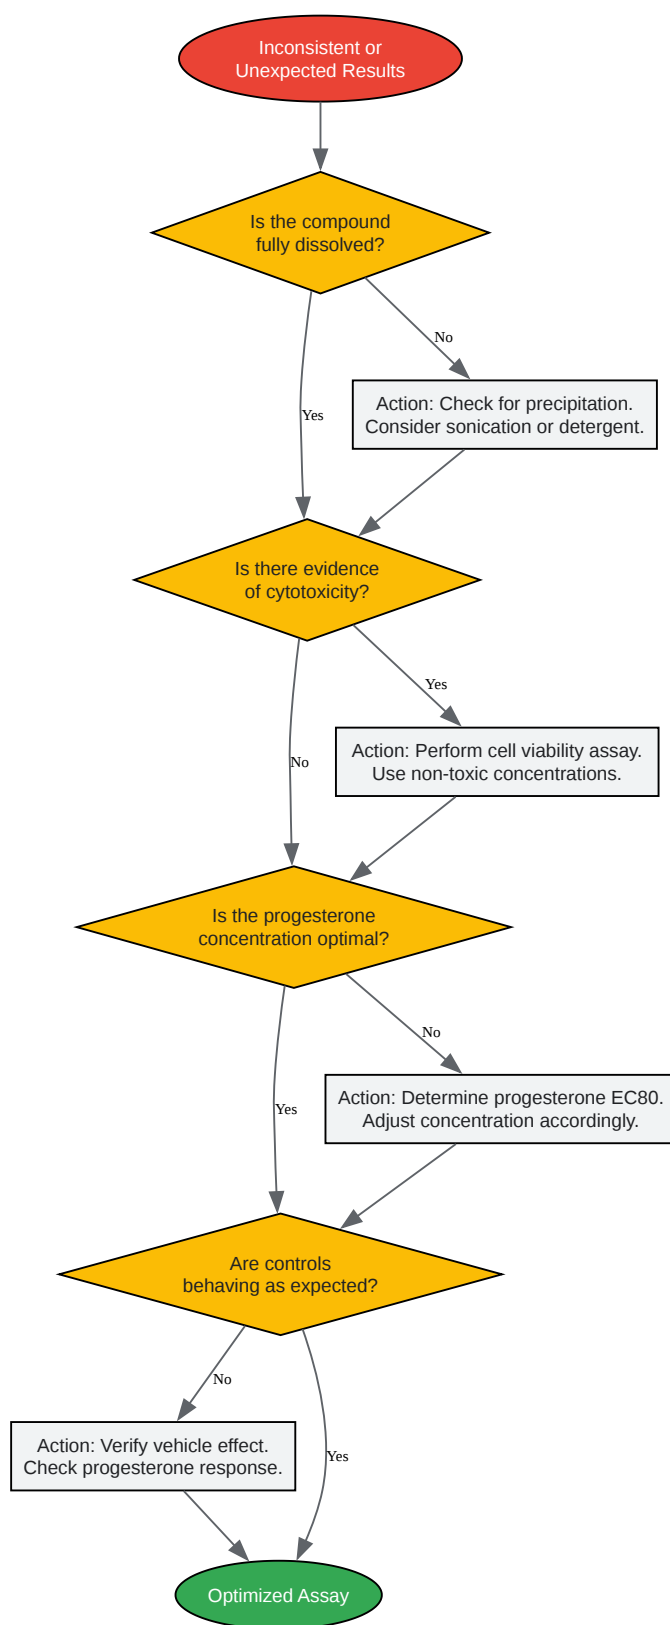 Inconsistent or
Unexpected Results
Is the compound
fully dissolved?
No
Action: Check for precipitation.
Consider sonication or detergent.
Yes
Is there evidence
of cytotoxicity?
Yes
Action: Perform cell viability assay.
Use non-toxic concentrations.
No
Is the progesterone
concentration optimal?
No
Action: Determine progesterone EC80.
Adjust concentration accordingly.
Yes
Are controls
behaving as expected?
No
Action: Verify vehicle effect.
Check progesterone response.
Yes
Optimized Assay